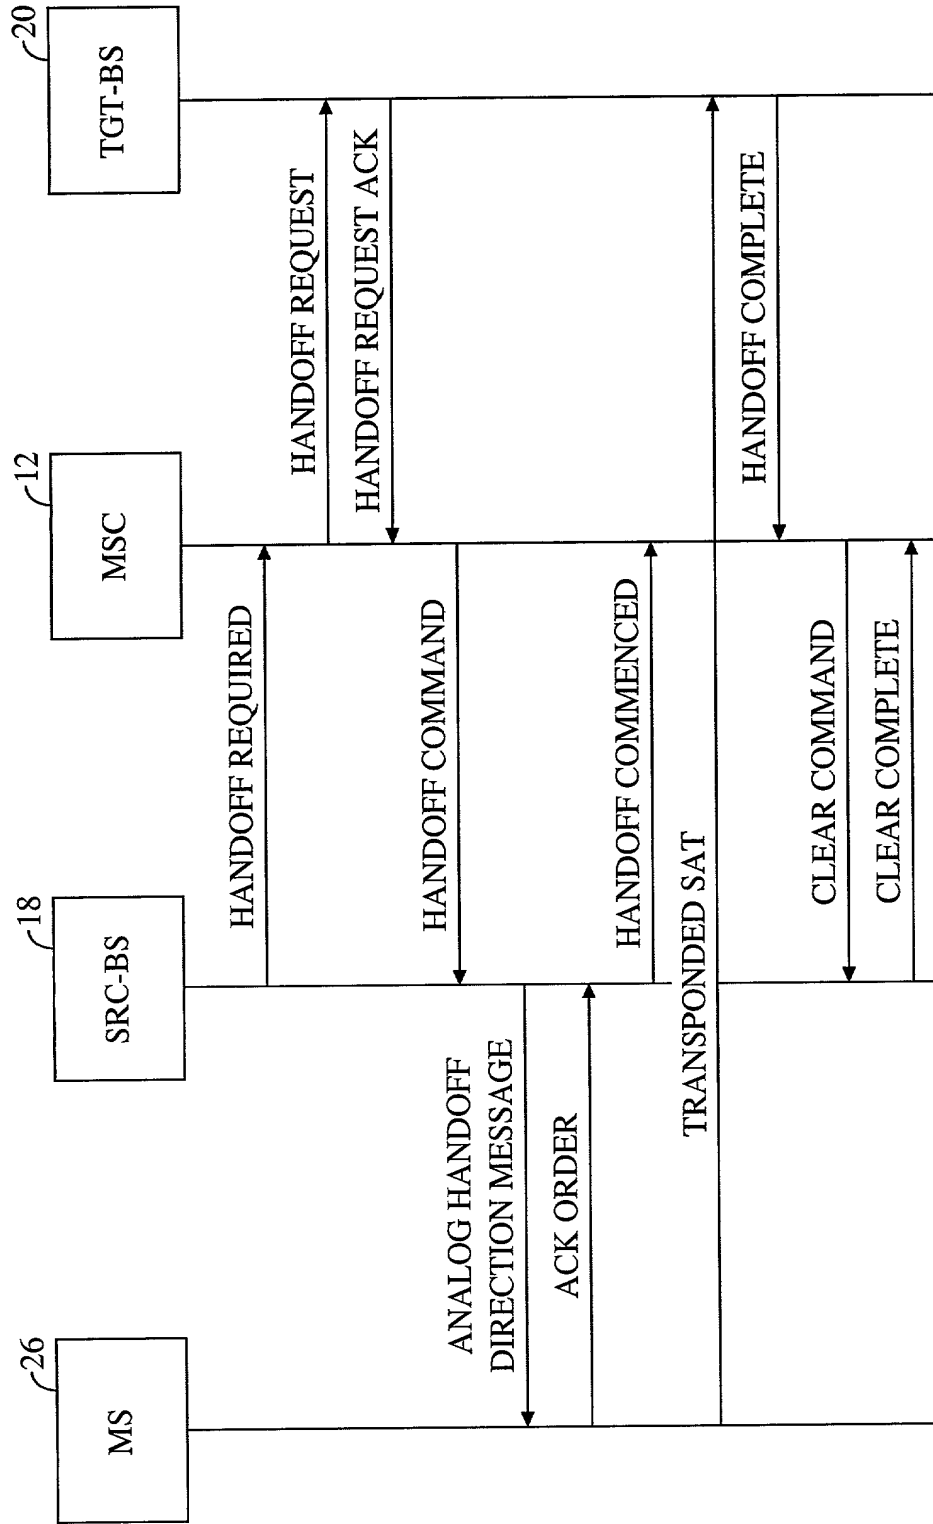 26
MS
18
SRC-BS
12
MSC
20
TGT-BS
HANDOFF REQUIRED
HANDOFF REQUEST
HANDOFF REQUEST ACK
HANDOFF COMMAND
ANALOG HANDOFF
DIRECTION MESSAGE
ACK ORDER
HANDOFF COMMENCED
TRANSPONDED SAT
HANDOFF COMPLETE
CLEAR COMMAND
CLEAR COMPLETE